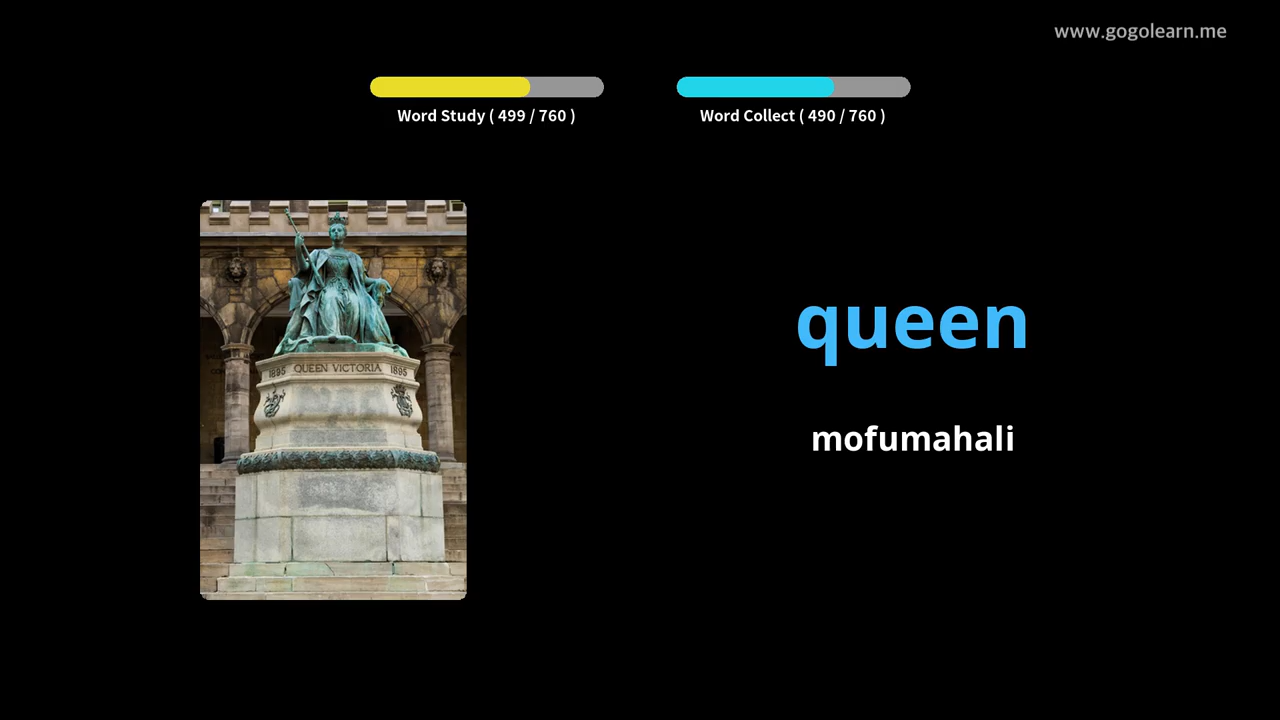 www.gogolearn.me
Word Study ( 499 / 760 )
Word Collect ( 490 / 760 )
1895 QUEEN VICTORIA 1895
queen
mofumahali